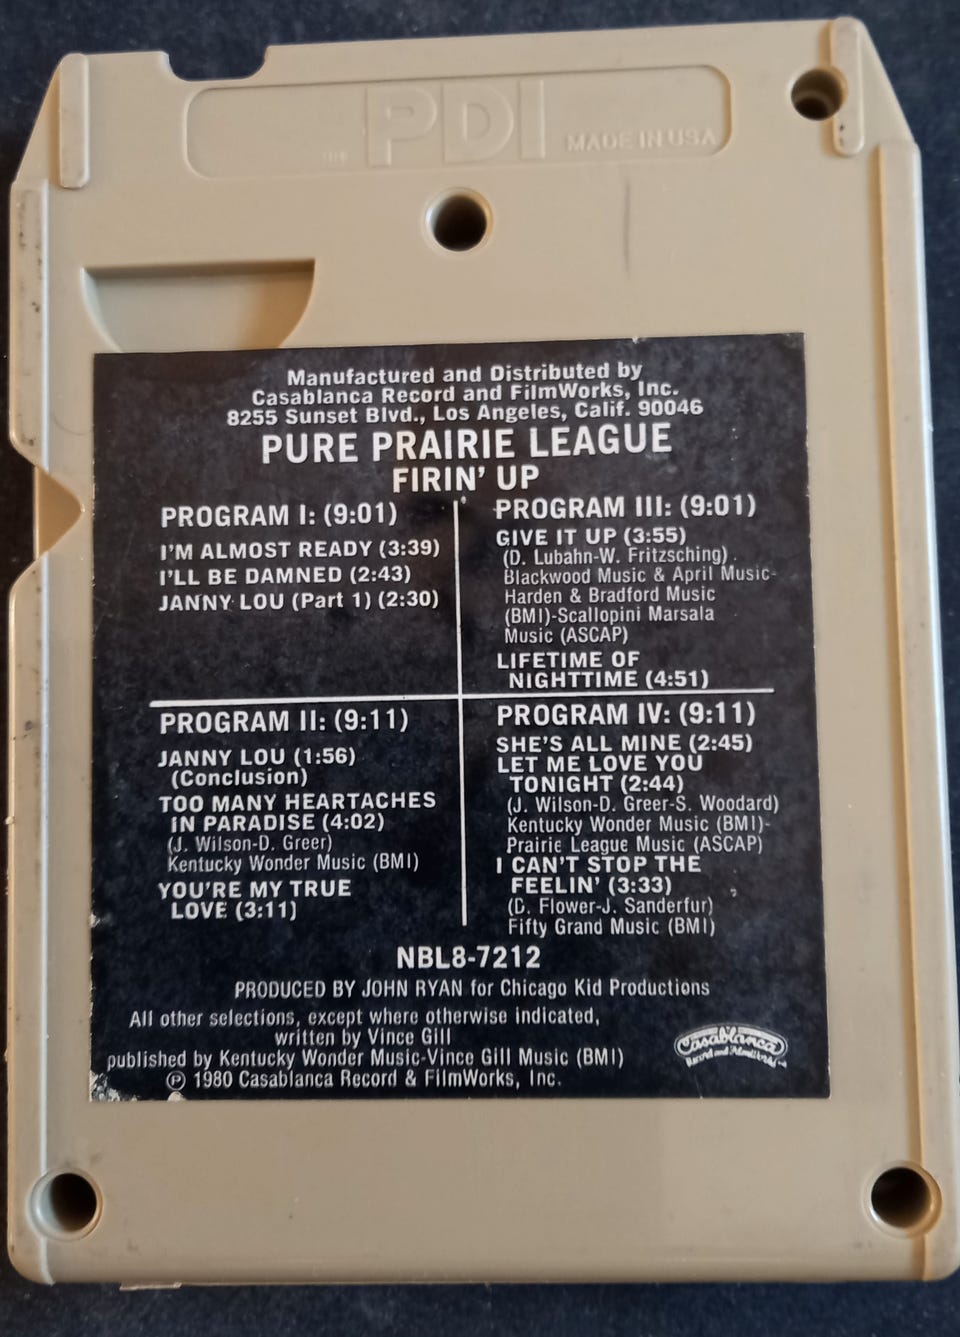 THE PDI MADE IN USA
Manufactured and Distributed by
Casablanca Record and FilmWorks, Inc.
8255 Sunset Blvd., Los Angeles, Calif. 90046
PURE PRAIRIE LEAGUE
FIRIN' UP
PROGRAM I: (9:01)
I'M ALMOST READY (3:39)
I'LL BE DAMNED (2:43)
JANNY LOU (Part 1) (2:30)
PROGRAM II: (9:11)
JANNY LOU (1:56)
(Conclusion)
TOO MANY HEARTACHES
IN PARADISE (4:02)
(J. Wilson-D. Greer)
Kentucky Wonder Music (BMI)
YOU'RE MY TRUE
LOVE (3:11)
PROGRAM III: (9:01)
GIVE IT UP (3:55)
(D. Lubahn-W. Fritzsching)
Blackwood Music & April Music-
Harden & Bradford Music
(BMI)-Scallopini Marsala
Music (ASCAP)
LIFETIME OF
NIGHTTIME (4:51)
PROGRAM IV: (9:11)
SHE'S ALL MINE (2:45)
LET ME LOVE YOU
TONIGHT (2:44)
(J. Wilson-D. Greer-S. Woodard)
Kentucky Wonder Music (BMI)-
Prairie League Music (ASCAP)
I CAN'T STOP THE
FEELIN' (3:33)
(D. Flower-J. Sanderfur)
Fifty Grand Music (BMI)
NBL8-7212
PRODUCED BY JOHN RYAN for Chicago Kid Productions
All other selections, except where otherwise indicated,
written by Vince Gill
published by Kentucky Wonder Music-Vince Gill Music (BMI)
℗ 1980 Casablanca Record & FilmWorks, Inc.
Casablanca
Record and FilmWorks